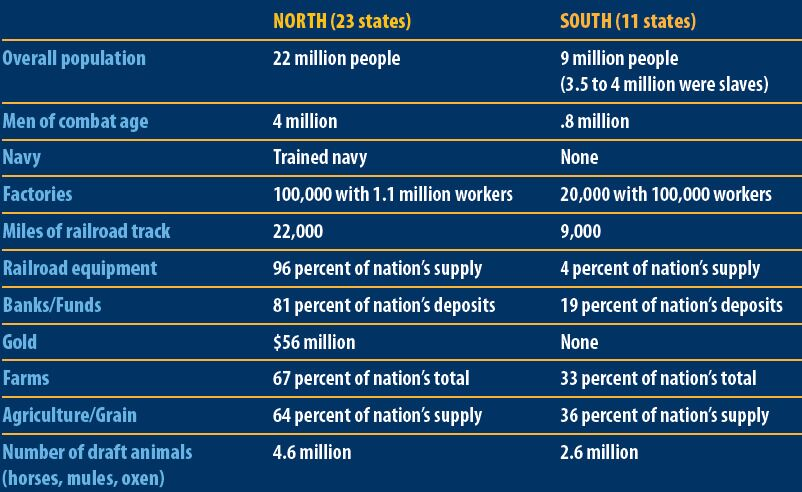 NORTH (23 states) SOUTH (11 states)
Overall population 22 million people 9 million people
(3.5 to 4 million were slaves)
Men of combat age 4 million .8 million
Navy Trained navy None
Factories 100,000 with 1.1 million workers 20,000 with 100,000 workers
Miles of railroad track 22,000 9,000
Railroad equipment 96 percent of nation’s supply 4 percent of nation’s supply
Banks/Funds 81 percent of nation’s deposits 19 percent of nation’s deposits
Gold $56 million None
Farms 67 percent of nation’s total 33 percent of nation’s total
Agriculture/Grain 64 percent of nation’s supply 36 percent of nation’s supply
Number of draft animals 4.6 million 2.6 million
(horses, mules, oxen)